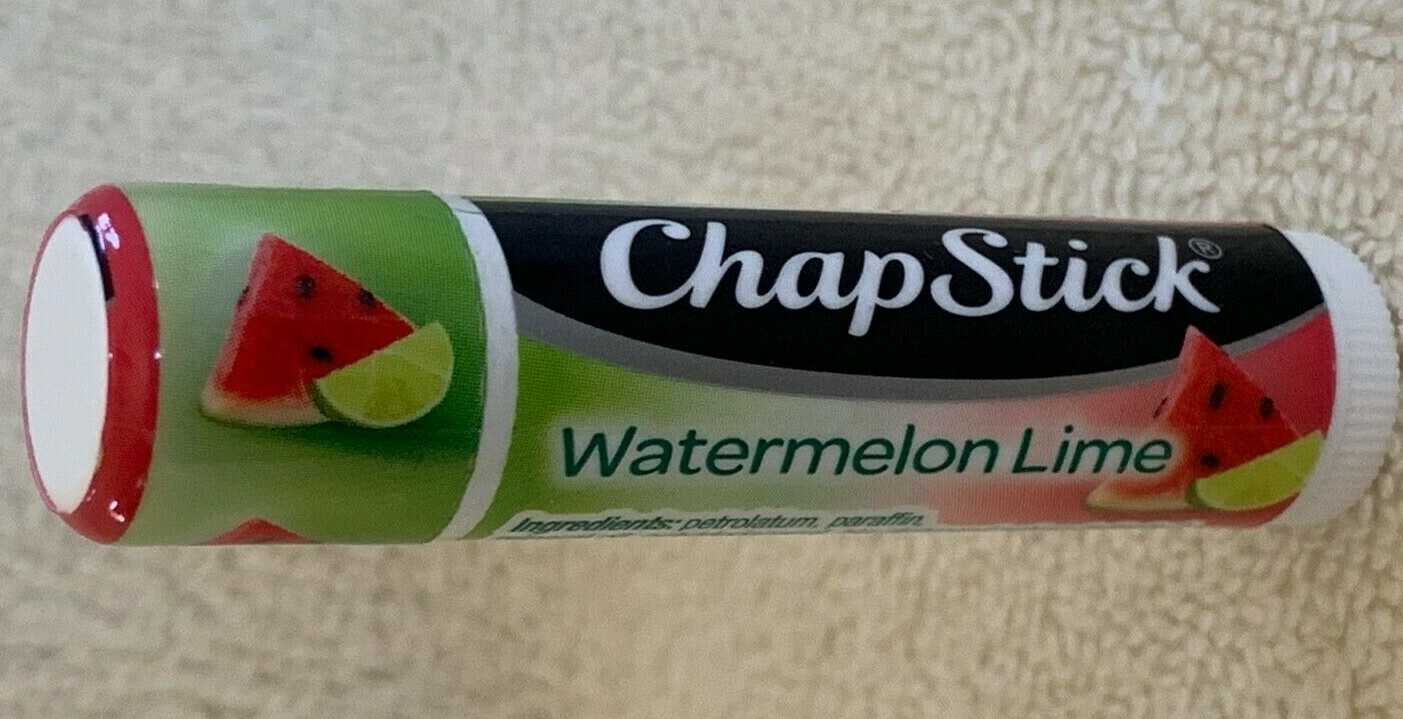 ChapStick®
Watermelon Lime
Ingredients: petrolatum, paraffin,